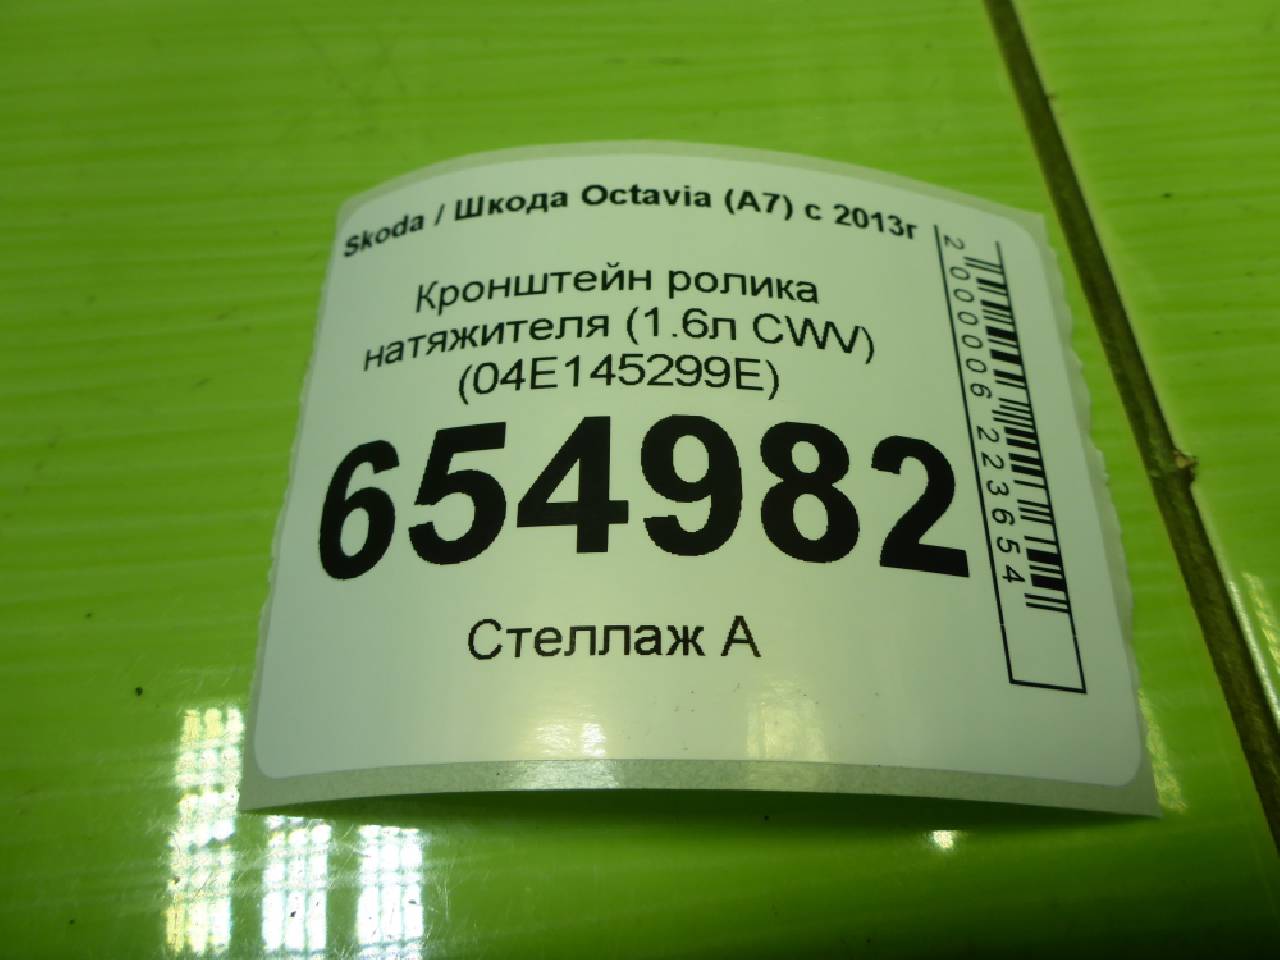 Skoda / Шкода Octavia (A7) с 2013г
Кронштейн ролика
натяжителя (1.6л CWV)
(04E145299E)
654982
Стеллаж А
2000006223654